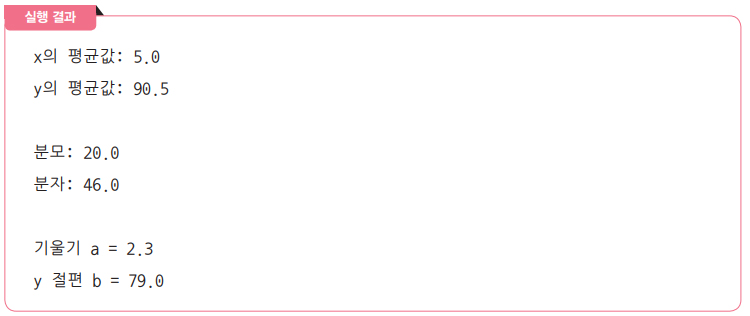 실행 결과
x의 평균값: 5.0
y의 평균값: 90.5
분모: 20.0
분자: 46.0
기울기 a = 2.3
y 절편 b = 79.0